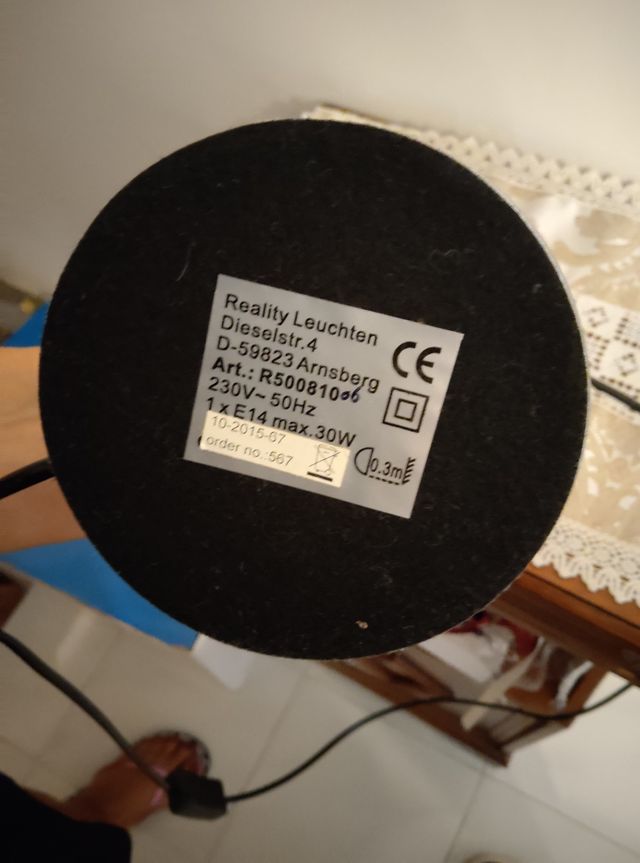 Reality Leuchten
Dieselstr.4
D-59823 Arnsberg
Art.: R50081006
230V~ 50Hz
1 x E14 max.30W
10-2015-67
order no.:567
CE
0.3m